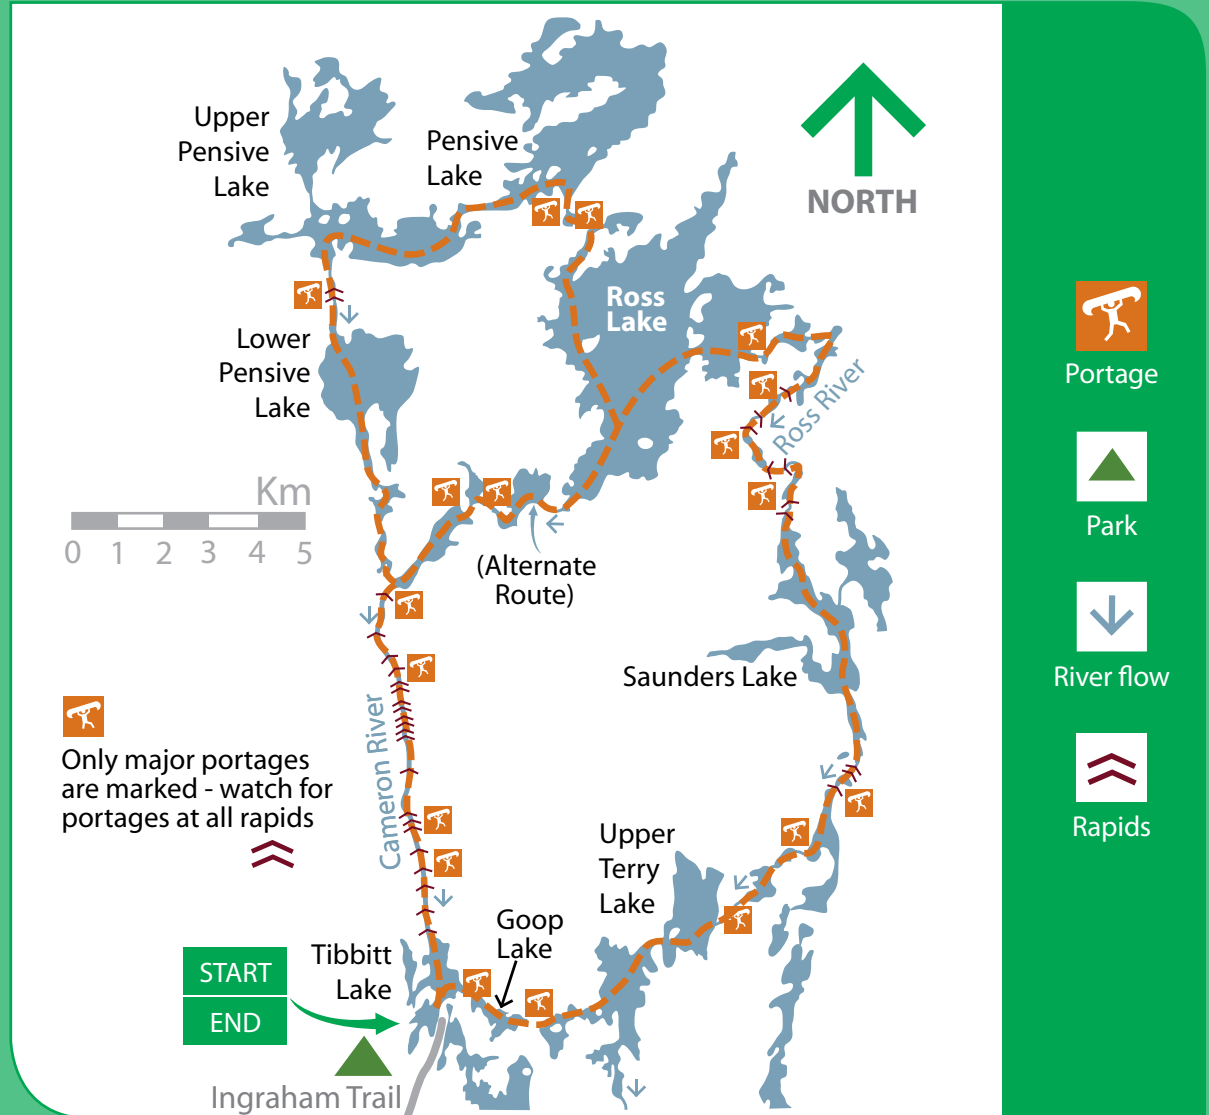 Upper
Pensive
Lake
Pensive
Lake
NORTH
Ross
Lake
Lower
Pensive
Lake
Ross River
Km
0 1 2 3 4 5
(Alternate
Route)
Saunders Lake
Cameron River
Only major portages
are marked - watch for
portages at all rapids
Upper
Terry
Lake
Goop
Lake
Tibbitt
Lake
START
END
Ingraham Trail
Portage
Park
River flow
Rapids